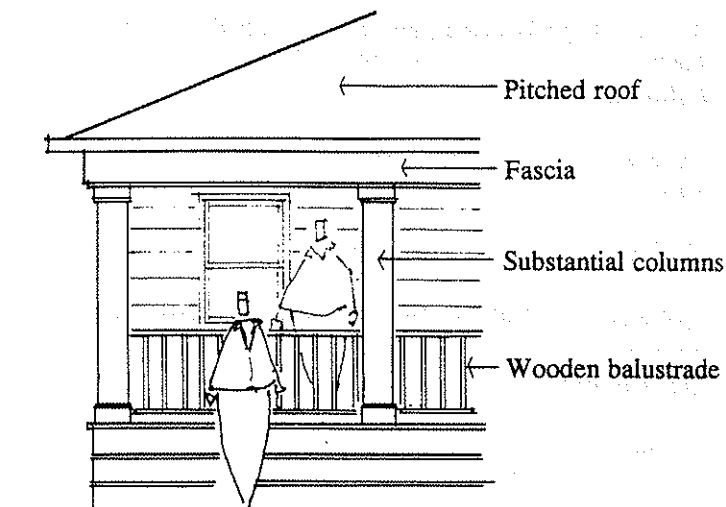 Pitched roof
Fascia
Substantial columns
Wooden balustrade